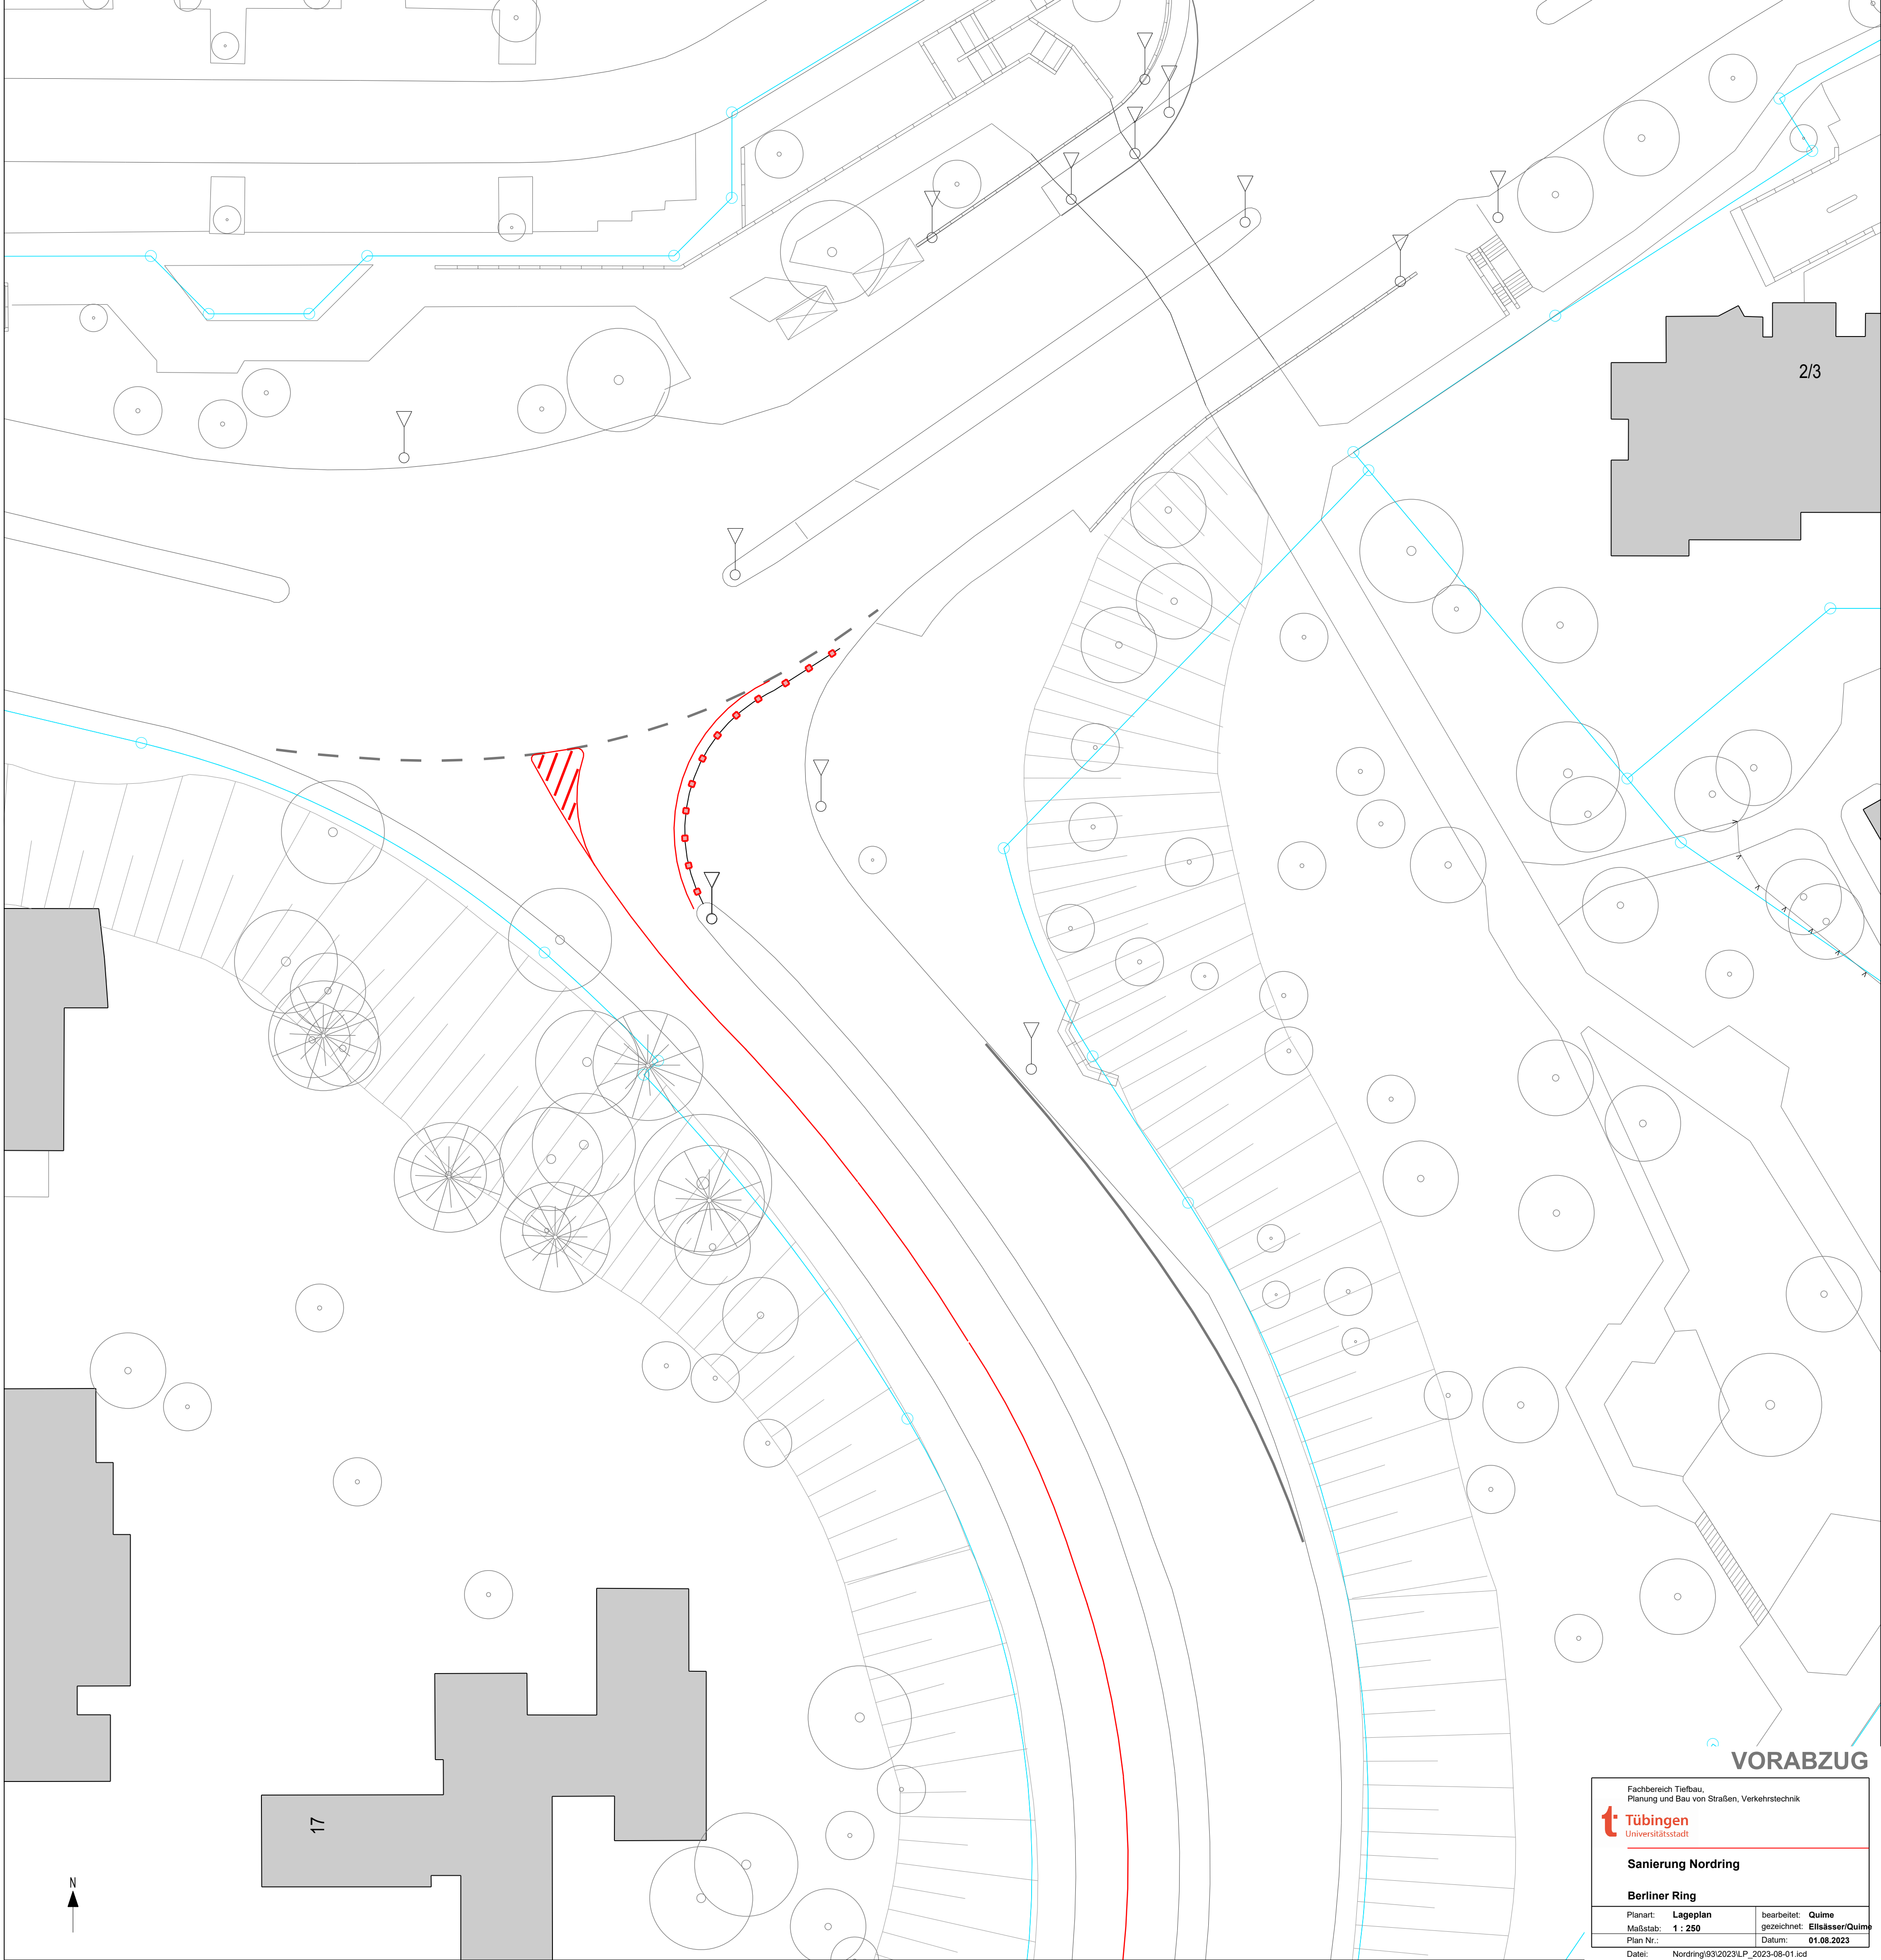 2/3
17
N
VORABZUG
Fachbereich Tiefbau,
Planung und Bau von Straßen, Verkehrstechnik
t Tübingen
Universitätsstadt
Sanierung Nordring
Berliner Ring
Planart: Lageplan bearbeitet: Quime
Maßstab: 1 : 250 gezeichnet: Ellsässer/Quime
Plan Nr.: Datum: 01.08.2023
Datei: Nordring\93\2023\LP_2023-08-01.icd